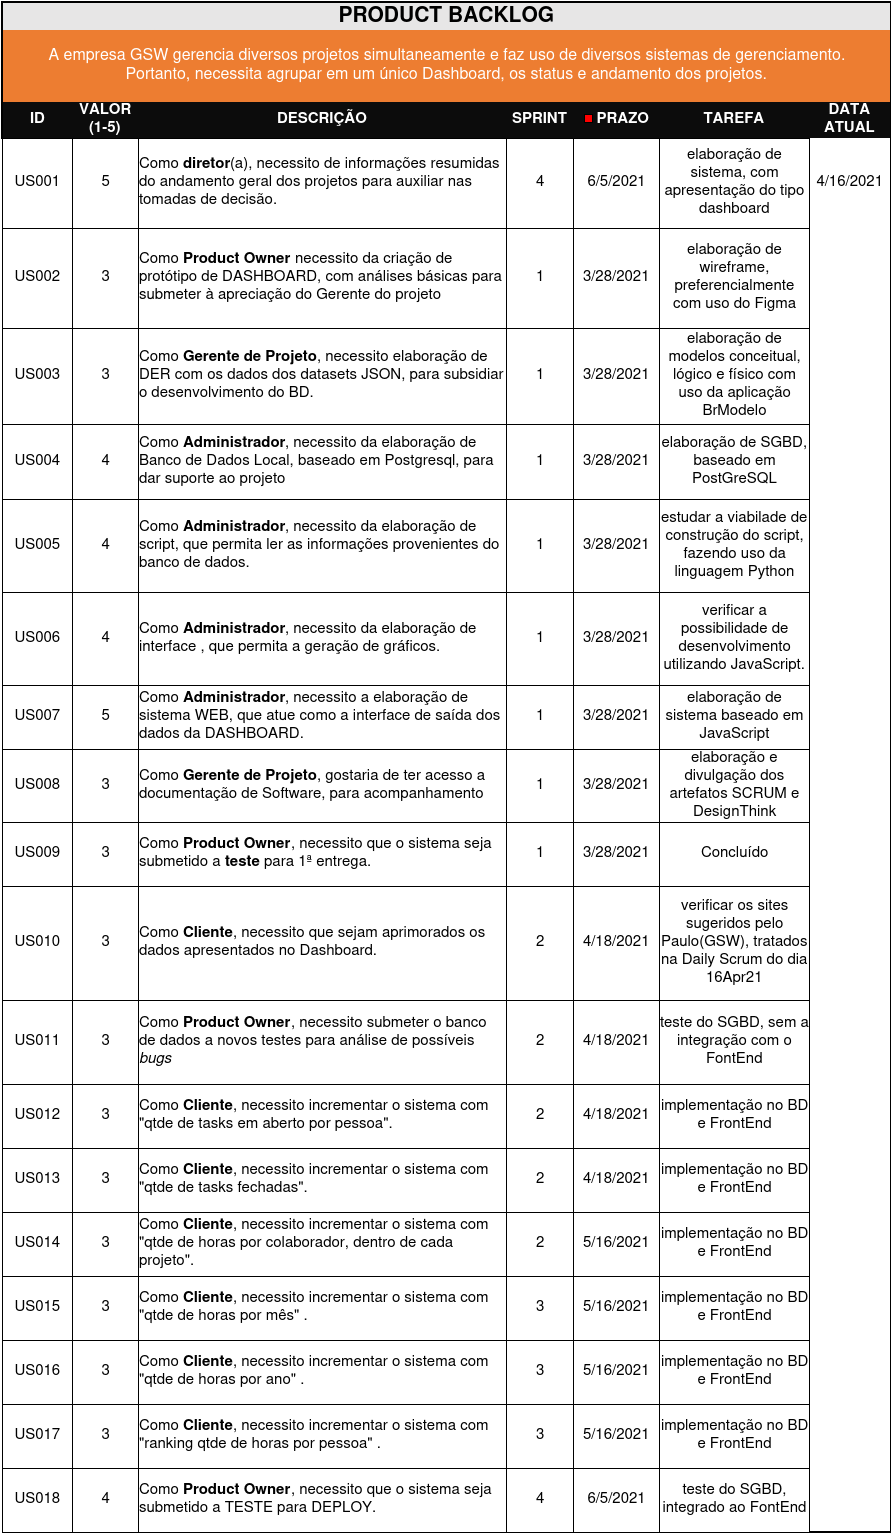 PRODUCT BACKLOG
A empresa GSW gerencia diversos projetos simultaneamente e faz uso de diversos sistemas de gerenciamento.
Portanto, necessita agrupar em um único Dashboard, os status e andamento dos projetos.
ID
VALOR
(1-5)
DESCRIÇÃO
SPRINT
PRAZO
TAREFA
DATA
ATUAL
US001
5
Como diretor(a), necessito de informações resumidas
do andamento geral dos projetos para auxiliar nas
tomadas de decisão.
4
6/5/2021
elaboração de
sistema, com
apresentação do tipo
dashboard
4/16/2021
US002
3
Como Product Owner necessito da criação de
protótipo de DASHBOARD, com análises básicas para
submeter à apreciação do Gerente do projeto
1
3/28/2021
elaboração de
wireframe,
preferencialmente
com uso do Figma
US003
3
Como Gerente de Projeto, necessito elaboração de
DER com os dados dos datasets JSON, para subsidiar
o desenvolvimento do BD.
1
3/28/2021
elaboração de
modelos conceitual,
lógico e físico com
uso da aplicação
BrModelo
US004
4
Como Administrador, necessito da elaboração de
Banco de Dados Local, baseado em Postgresql, para
dar suporte ao projeto
1
3/28/2021
elaboração de SGBD,
baseado em
PostGreSQL
US005
4
Como Administrador, necessito da elaboração de
script, que permita ler as informações provenientes do
banco de dados.
1
3/28/2021
estudar a viabilade de
construção do script,
fazendo uso da
linguagem Python
US006
4
Como Administrador, necessito da elaboração de
interface , que permita a geração de gráficos.
1
3/28/2021
verificar a
possibilidade de
desenvolvimento
utilizando JavaScript.
US007
5
Como Administrador, necessito a elaboração de
sistema WEB, que atue como a interface de saída dos
dados da DASHBOARD.
1
3/28/2021
elaboração de
sistema baseado em
JavaScript
US008
3
Como Gerente de Projeto, gostaria de ter acesso a
documentação de Software, para acompanhamento
1
3/28/2021
elaboração e
divulgação dos
artefatos SCRUM e
DesignThink
US009
3
Como Product Owner, necessito que o sistema seja
submetido a teste para 1ª entrega.
1
3/28/2021
Concluído
US010
3
Como Cliente, necessito que sejam aprimorados os
dados apresentados no Dashboard.
2
4/18/2021
verificar os sites
sugeridos pelo
Paulo(GSW), tratados
na Daily Scrum do dia
16Apr21
US011
3
Como Product Owner, necessito submeter o banco
de dados a novos testes para análise de possíveis
bugs
2
4/18/2021
teste do SGBD, sem a
integração com o
FontEnd
US012
3
Como Cliente, necessito incrementar o sistema com
"qtde de tasks em aberto por pessoa".
2
4/18/2021
implementação no BD
e FrontEnd
US013
3
Como Cliente, necessito incrementar o sistema com
"qtde de tasks fechadas".
2
4/18/2021
implementação no BD
e FrontEnd
US014
3
Como Cliente, necessito incrementar o sistema com
"qtde de horas por colaborador, dentro de cada
projeto".
2
5/16/2021
implementação no BD
e FrontEnd
US015
3
Como Cliente, necessito incrementar o sistema com
"qtde de horas por mês" .
3
5/16/2021
implementação no BD
e FrontEnd
US016
3
Como Cliente, necessito incrementar o sistema com
"qtde de horas por ano" .
3
5/16/2021
implementação no BD
e FrontEnd
US017
3
Como Cliente, necessito incrementar o sistema com
"ranking qtde de horas por pessoa" .
3
5/16/2021
implementação no BD
e FrontEnd
US018
4
Como Product Owner, necessito que o sistema seja
submetido a TESTE para DEPLOY.
4
6/5/2021
teste do SGBD,
integrado ao FontEnd